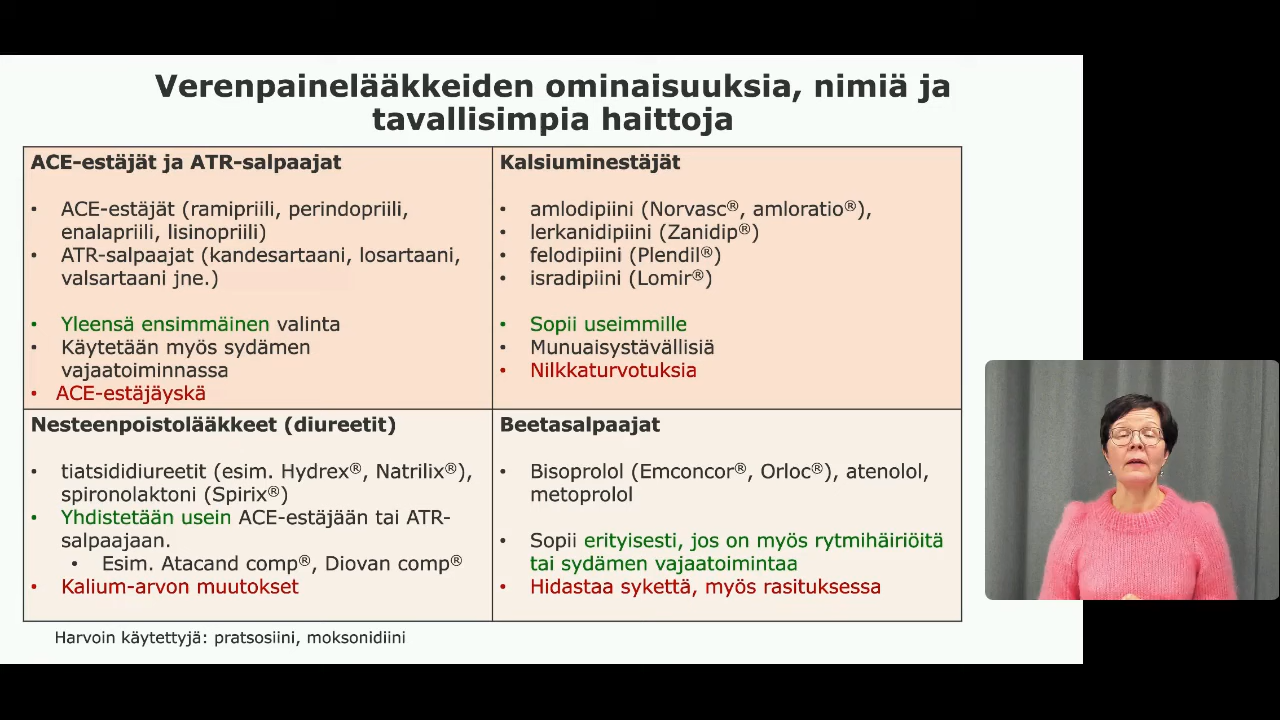 Verenpainelääkkeiden ominaisuuksia, nimiä ja
tavallisimpia haittoja
ACE-estäjät ja ATR-salpaajat
• ACE-estäjät (ramipriili, perindopriili,
enalapriili, lisinopriili)
• ATR-salpaajat (kandesartaani, losartaani,
valsartaani jne.)
• Yleensä ensimmäinen valinta
• Käytetään myös sydämen
vajaatoiminnassa
• ACE-estäjäyskä
Kalsiuminestäjät
• amlodipiini (Norvasc®, amloratio®),
• lerkanidipiini (Zanidip®)
• felodipiini (Plendil®)
• isradipiini (Lomir®)
• Sopii useimmille
• Munuaisystävällisiä
• Nilkkaturvotuksia
Nesteenpoistolääkkeet (diureetit)
• tiatsididiureetit (esim. Hydrex®, Natrilix®),
spironolaktoni (Spirix®)
• Yhdistetään usein ACE-estäjään tai ATR-
salpaajaan.
• Esim. Atacand comp®, Diovan comp®
• Kalium-arvon muutokset
Beetasalpaajat
• Bisoprolol (Emconcor®, Orloc®), atenolol,
metoprolol
• Sopii erityisesti, jos on myös rytmihäiriöitä
tai sydämen vajaatoimintaa
• Hidastaa sykettä, myös rasituksessa
Harvoin käytettyjä: pratsosiini, moksonidiini